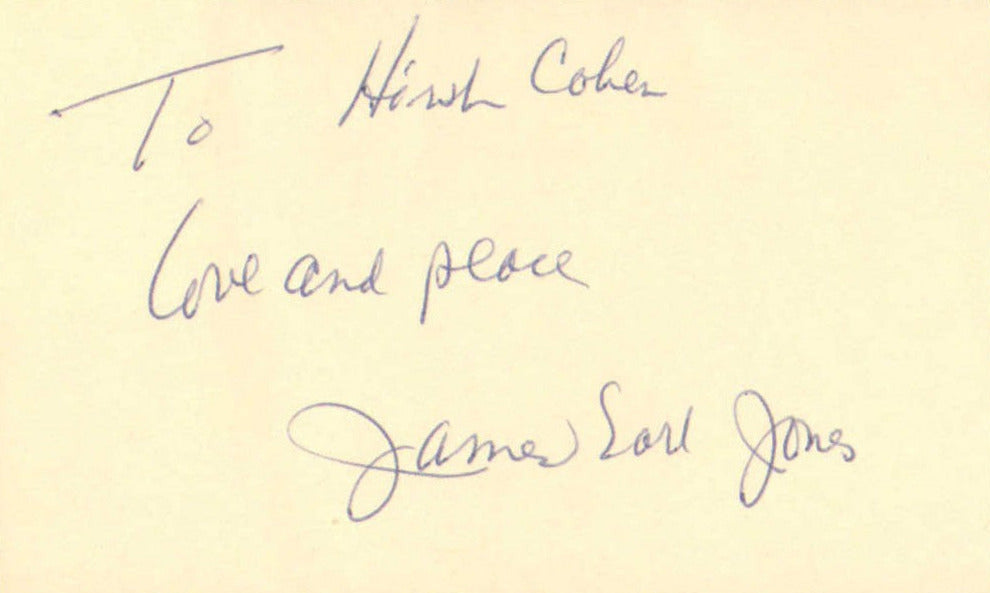 To Hirsh Cohen
Love and peace
James Earl Jones